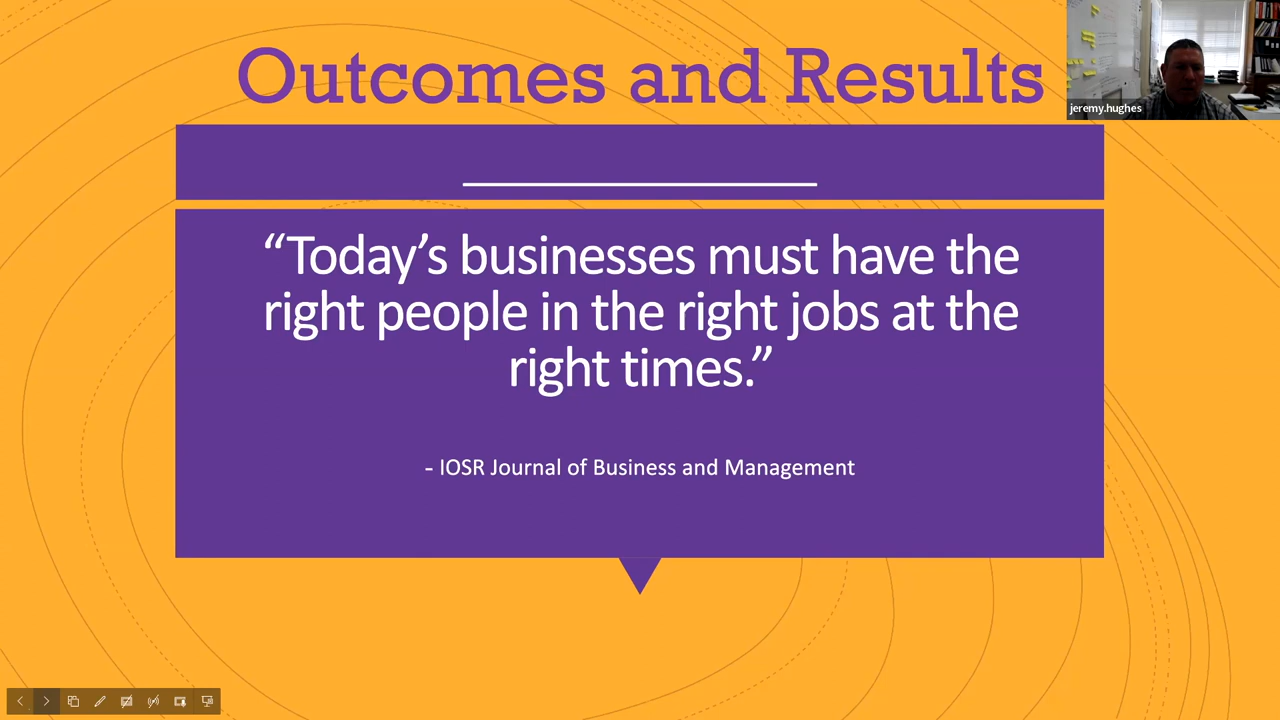 Outcomes and Results
jeremy.hughes
“Today’s businesses must have the
right people in the right jobs at the
right times.”
- IOSR Journal of Business and Management